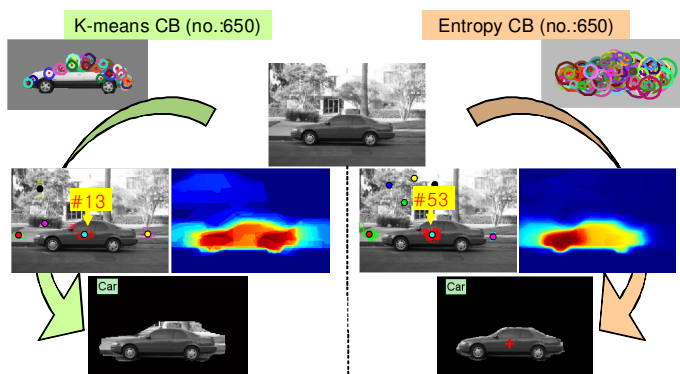 K-means CB (no.:650)
Entropy CB (no.:650)
#13
#53
Car
Car